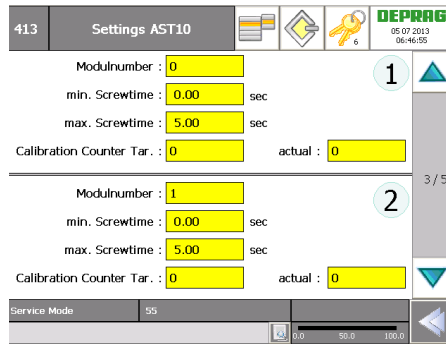 413 Settings AST10 6 DEPRAG
05 07 2013
06:46:55
Modulnumber : 0 1
min. Screwtime : 0.00 sec
max. Screwtime : 5.00 sec
Calibration Counter Tar. : 0 actual : 0
3/5
Modulnumber : 1 2
min. Screwtime : 0.00 sec
max. Screwtime : 5.00 sec
Calibration Counter Tar. : 0 actual : 0
Service Mode 55
0.0 50.0 100.0